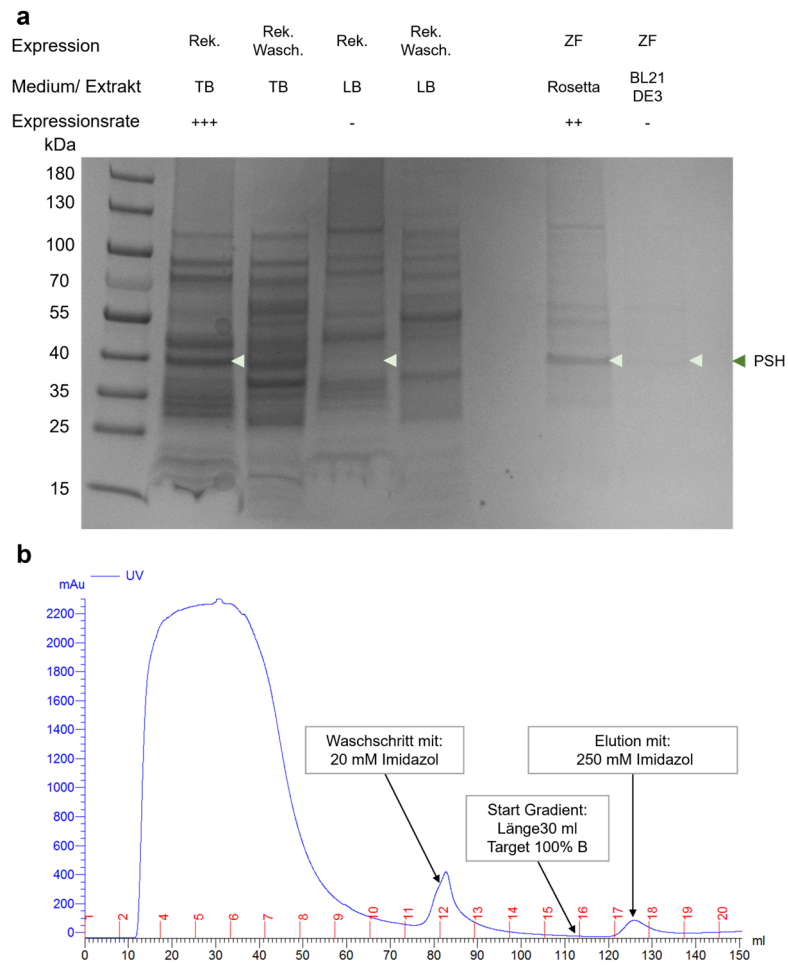 a
Expression Rek. Rek. Wasch. Rek. Rek. Wasch. ZF ZF
Medium/ Extrakt TB TB LB LB Rosetta BL21 DE3
Expressionsrate +++ - ++ -
kDa
180
130
100
70
55
40
PSH
35
25
15
b
mAu
UV
2200
2000
1800
1600
1400
1200
1000
800
600
400
200
0
Waschschritt mit:
20 mM Imidazol
Elution mit:
250 mM Imidazol
Start Gradient:
Länge30 ml
Target 100% B
1 2 4 5 6 7 8 9 10 11 12 13 14 15 16 17 18 19 20
0 10 20 30 40 50 60 70 80 90 100 110 120 130 140 150 ml